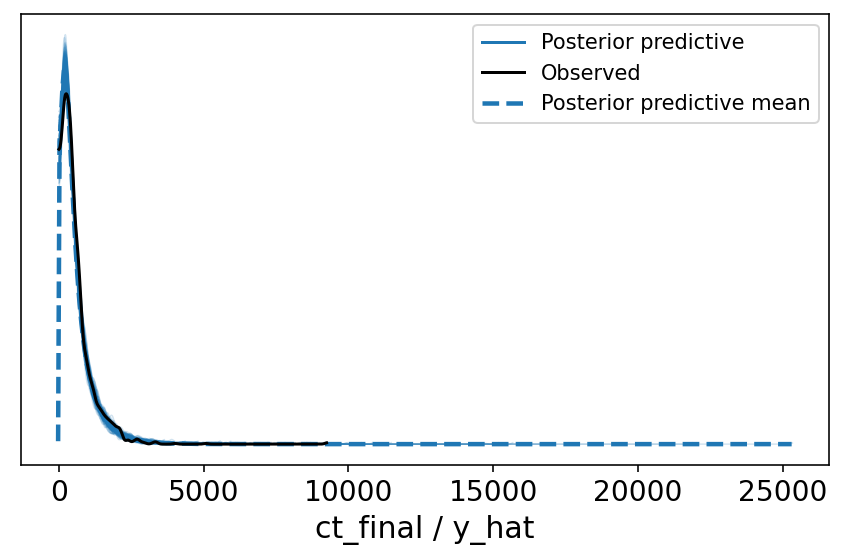 Posterior predictive
Observed
Posterior predictive mean
0 5000 10000 15000 20000 25000
ct_final / y_hat